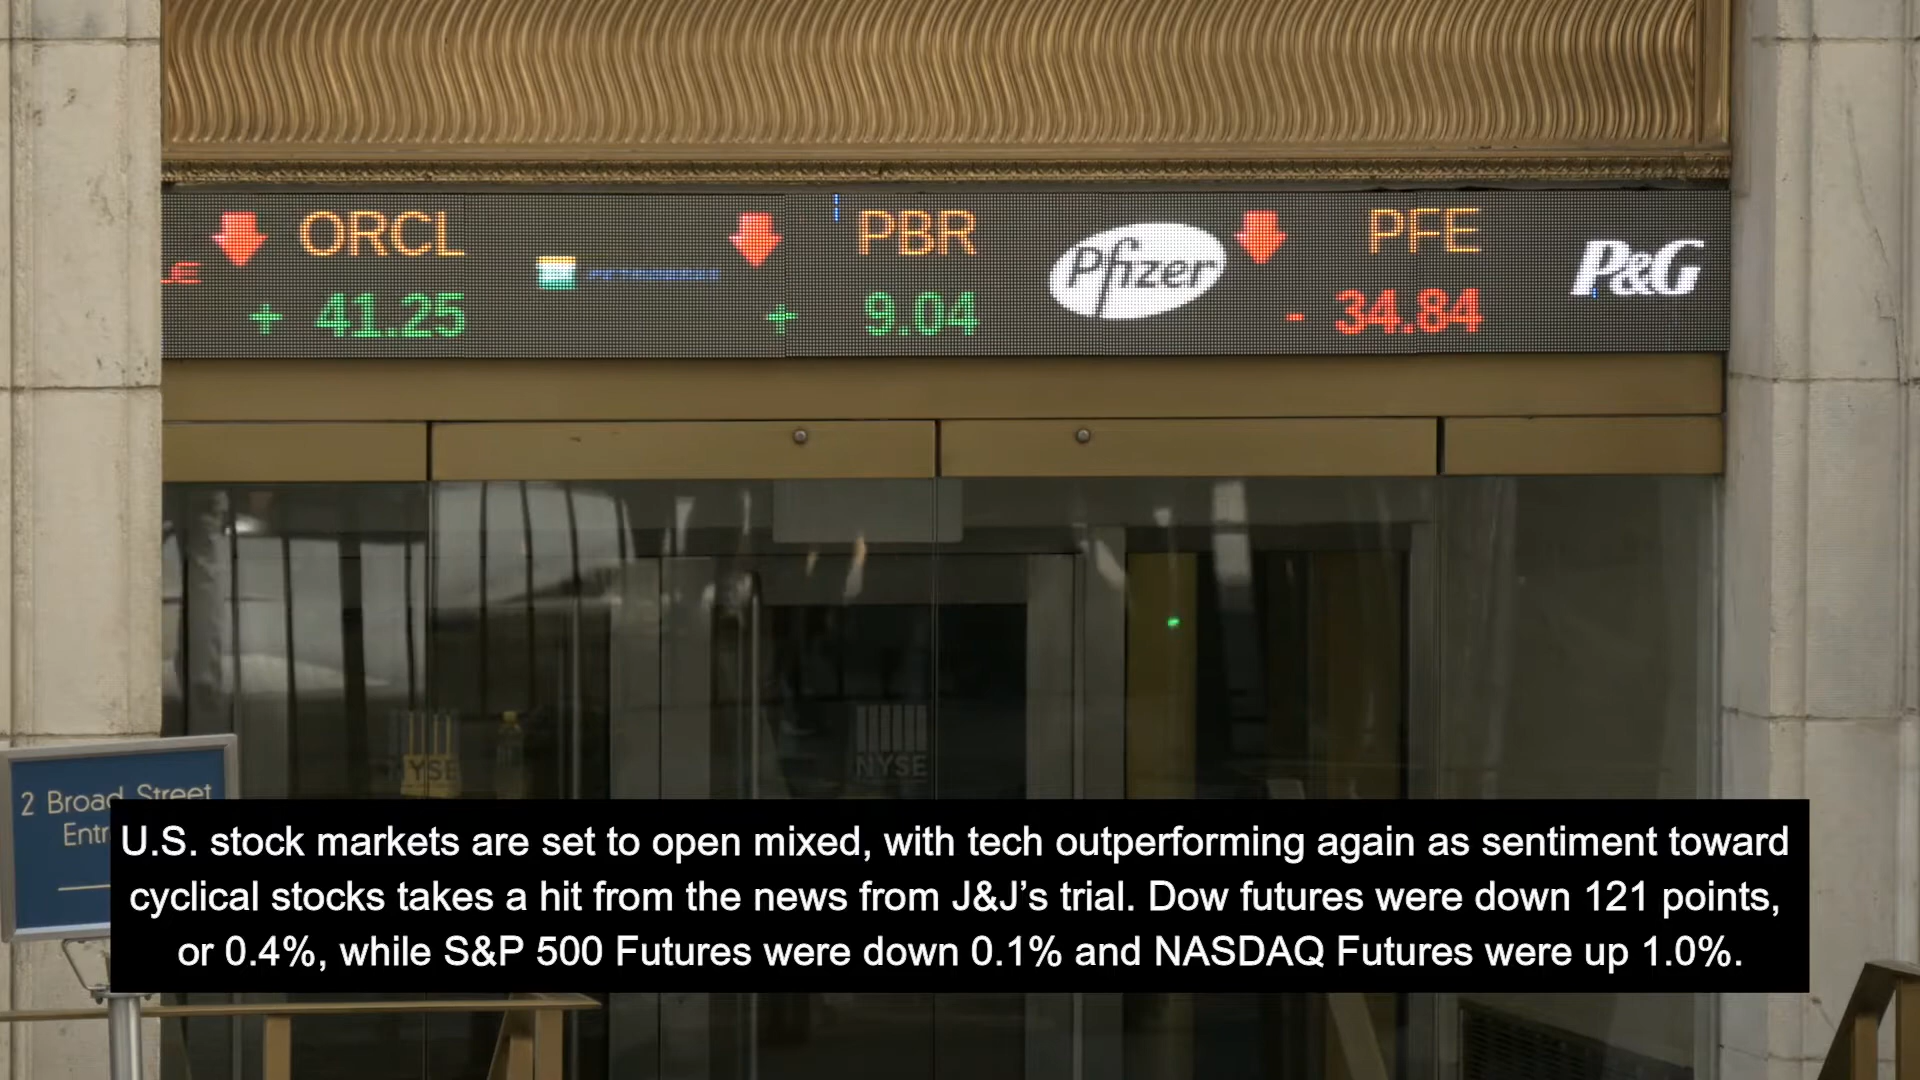 ORCL
+ 41.25
PBR
+ 9.04
Pfizer
PFE
- 34.84
P&G
NYSE
NYSE
2 Broad Street
U.S. stock markets are set to open mixed, with tech outperforming again as sentiment toward
cyclical stocks takes a hit from the news from J&J’s trial. Dow futures were down 121 points,
or 0.4%, while S&P 500 Futures were down 0.1% and NASDAQ Futures were up 1.0%.